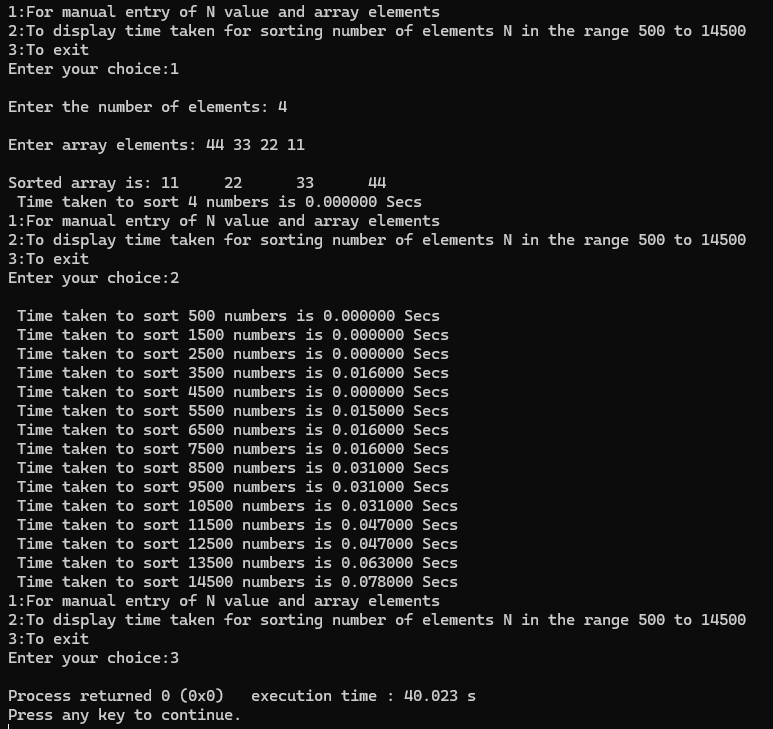 1:For manual entry of N value and array elements
2:To display time taken for sorting number of elements N in the range 500 to 14500
3:To exit
Enter your choice:1
Enter the number of elements: 4
Enter array elements: 44 33 22 11
Sorted array is: 11     22      33      44
Time taken to sort 4 numbers is 0.000000 Secs
1:For manual entry of N value and array elements
2:To display time taken for sorting number of elements N in the range 500 to 14500
3:To exit
Enter your choice:2
Time taken to sort 500 numbers is 0.000000 Secs
Time taken to sort 1500 numbers is 0.000000 Secs
Time taken to sort 2500 numbers is 0.000000 Secs
Time taken to sort 3500 numbers is 0.016000 Secs
Time taken to sort 4500 numbers is 0.000000 Secs
Time taken to sort 5500 numbers is 0.015000 Secs
Time taken to sort 6500 numbers is 0.016000 Secs
Time taken to sort 7500 numbers is 0.016000 Secs
Time taken to sort 8500 numbers is 0.031000 Secs
Time taken to sort 9500 numbers is 0.031000 Secs
Time taken to sort 10500 numbers is 0.031000 Secs
Time taken to sort 11500 numbers is 0.047000 Secs
Time taken to sort 12500 numbers is 0.047000 Secs
Time taken to sort 13500 numbers is 0.063000 Secs
Time taken to sort 14500 numbers is 0.078000 Secs
1:For manual entry of N value and array elements
2:To display time taken for sorting number of elements N in the range 500 to 14500
3:To exit
Enter your choice:3
Process returned 0 (0x0)   execution time : 40.023 s
Press any key to continue.